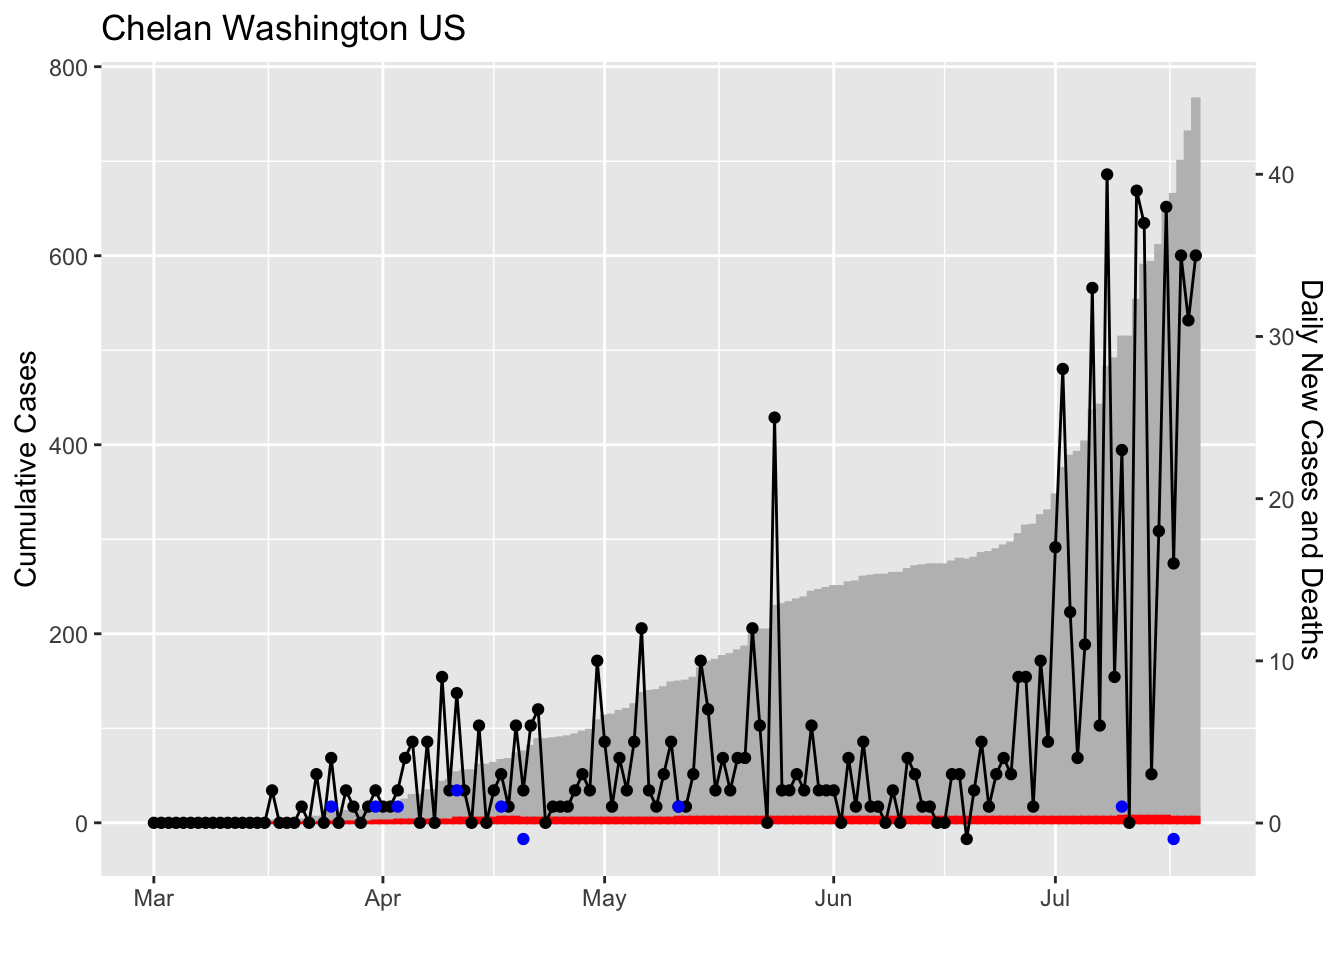 Chelan Washington US
800
600
400
200
0
Cumulative Cases
40
30
20
10
0
Daily New Cases and Deaths
Mar
Apr
May
Jun
Jul